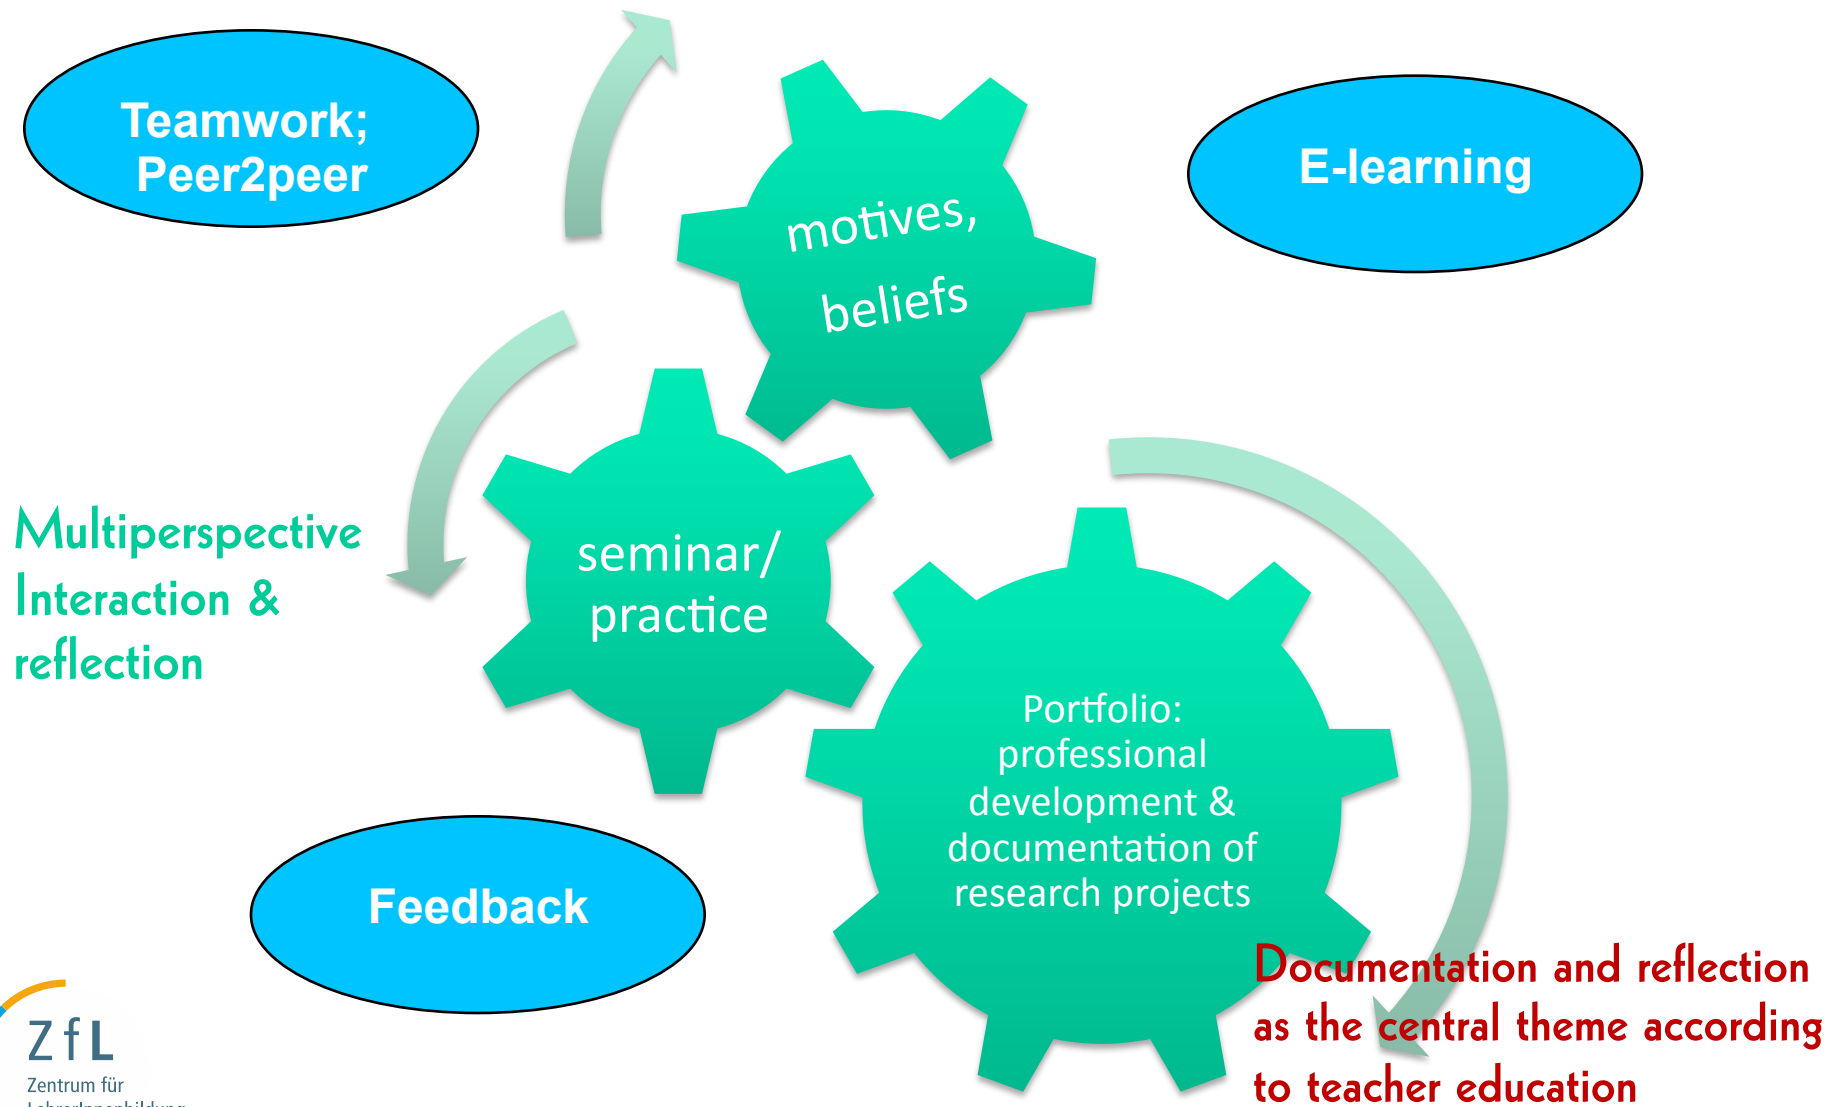 Teamwork;
Peer2peer
E-learning
motives,
beliefs
Multiperspective
Interaction &
reflection
seminar/
practice
Portfolio:
professional
development &
documentation of
research projects
Feedback
Documentation and reflection
as the central theme according
to teacher education
ZfL
Zentrum für
LehrerInnenbildung